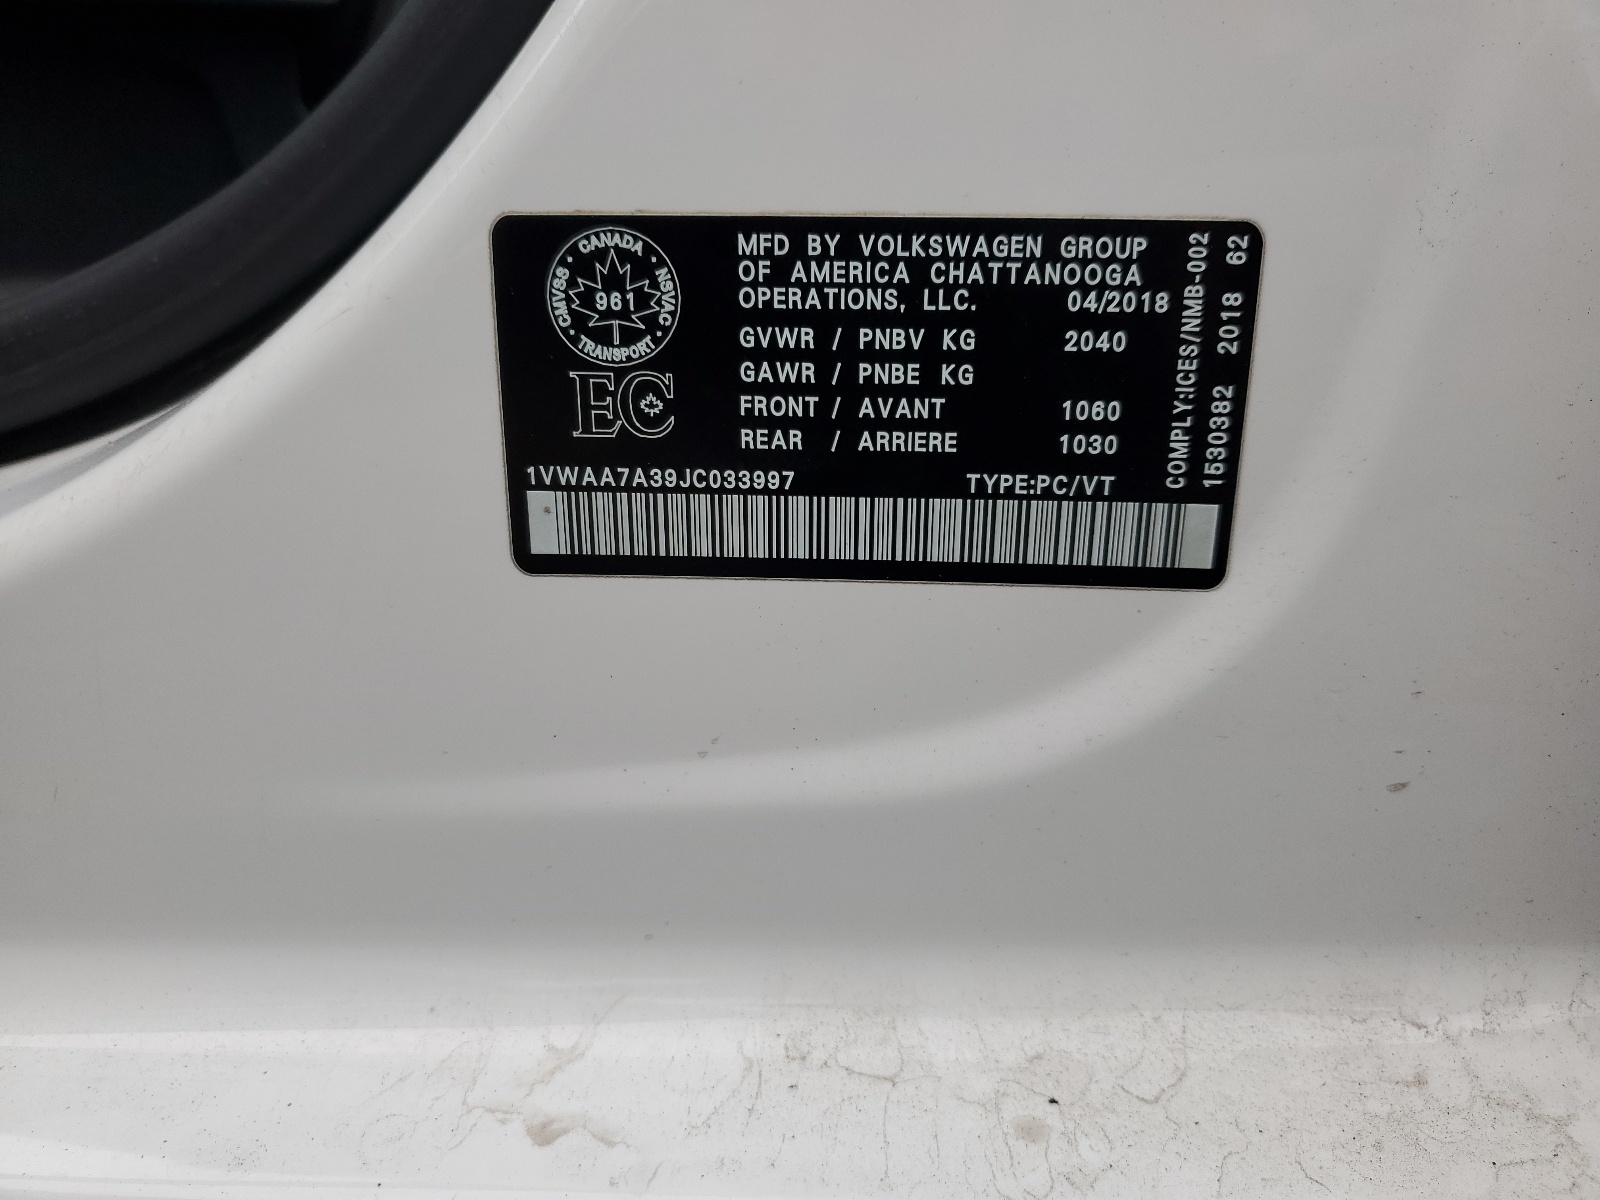 CANADA
CMVSS · NSVAC
961
TRANSPORT
EC
MFD BY VOLKSWAGEN GROUP
OF AMERICA CHATTANOOGA
OPERATIONS, LLC. 04/2018
GVWR / PNBV KG 2040
GAWR / PNBE KG
FRONT / AVANT 1060
REAR / ARRIERE 1030
1VWAA7A39JC033997 TYPE:PC/VT
COMPLY:ICES/NMB-002
1530382 2018 62